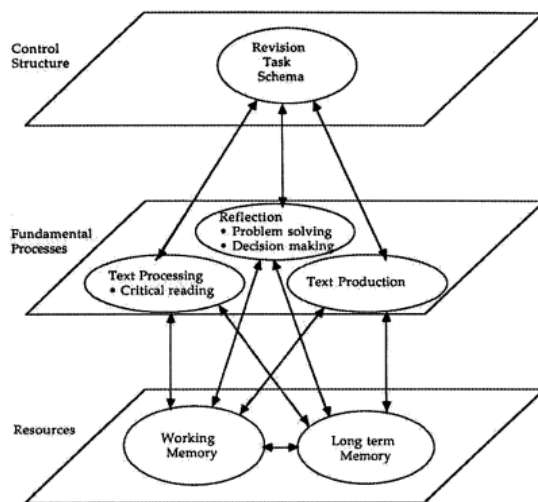 Control
Structure
Revision
Task
Schema
Fundamental
Processes
Reflection
• Problem solving
• Decision making
Text Processing
• Critical reading
Text Production
Resources
Working
Memory
Long term
Memory